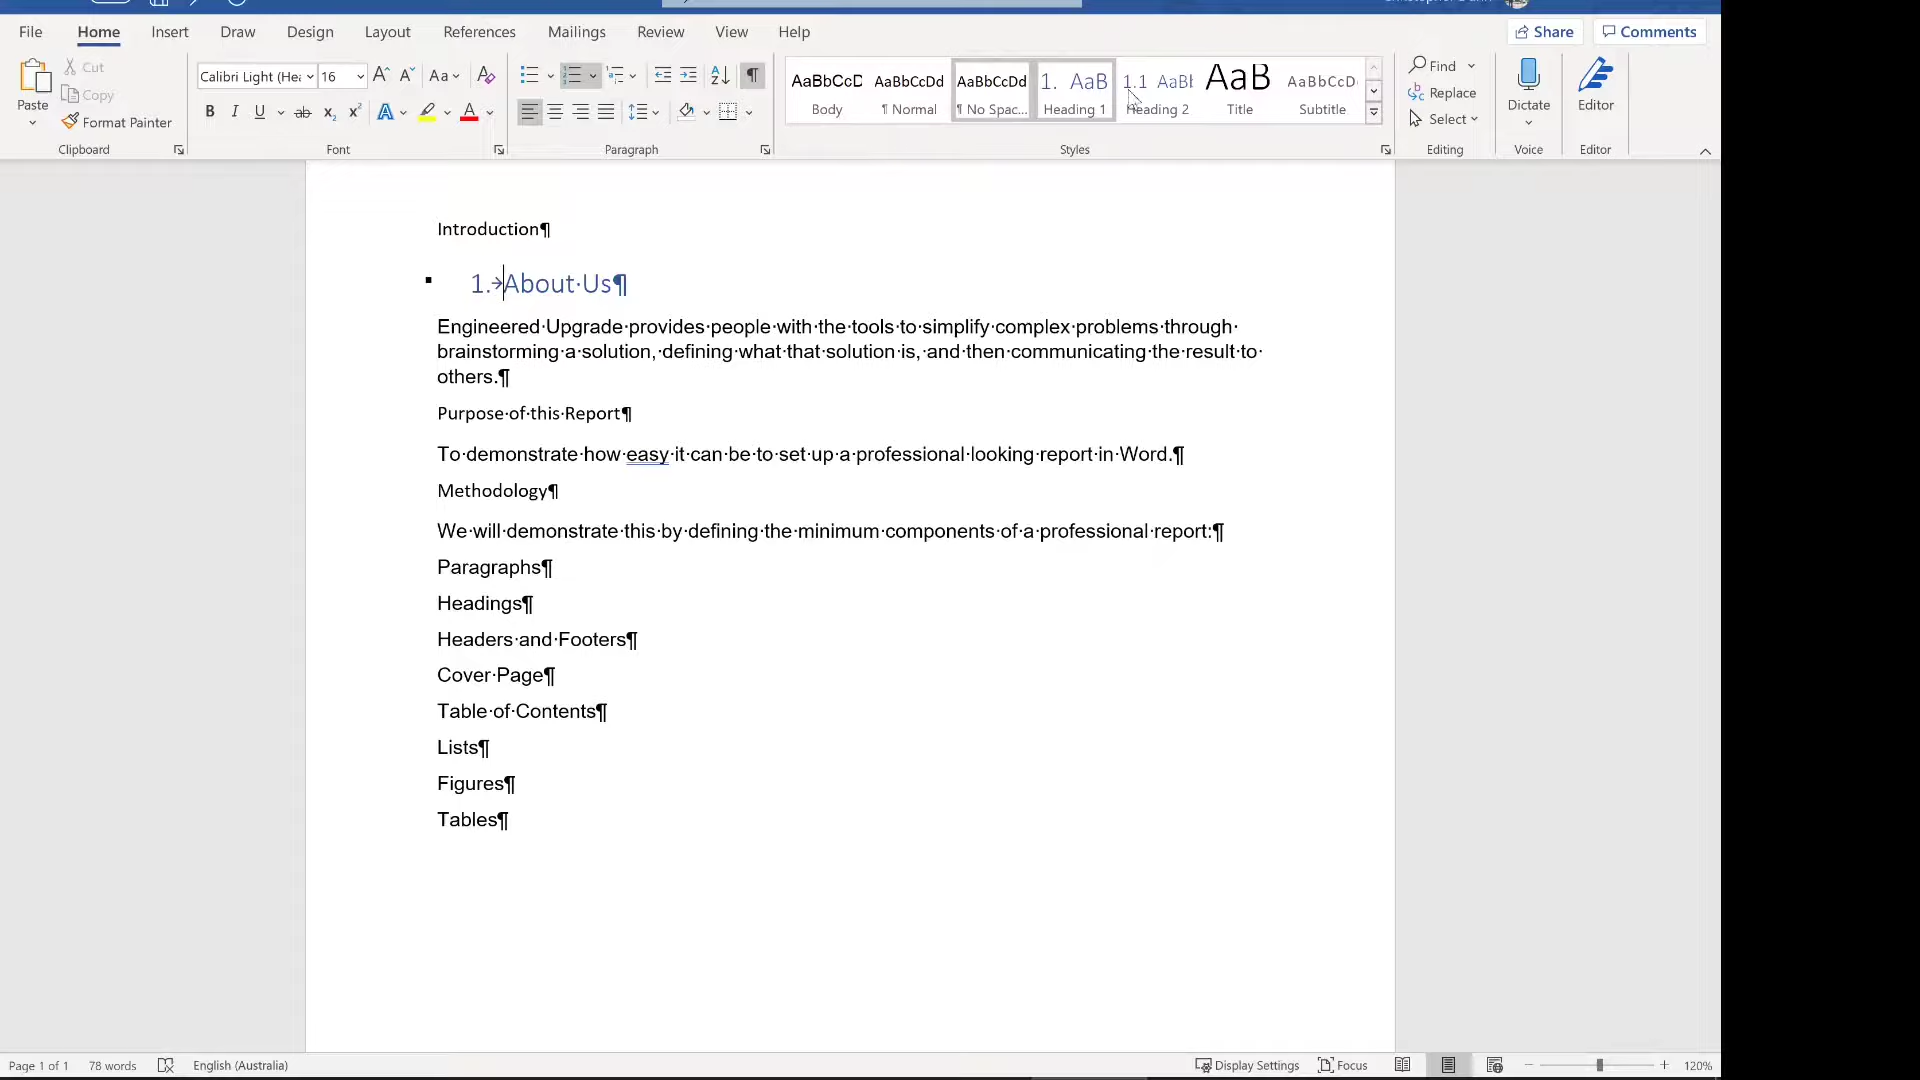 File Home Insert Draw Design Layout References Mailings Review View Help Share Comments
Paste Cut Copy Format Painter
Clipboard
Calibri Light (Hea 16 Aa
B I U ab x₂ x² A A
Font
Paragraph
AaBbCcD AaBbCcDd AaBbCcDd 1. AaB 1.1 AaBb AaB AaBbCcD
Body ¶ Normal ¶ No Spac... Heading 1 Heading 2 Title Subtitle
Styles
Find
Replace
Select
Editing
Dictate
Voice
Editor
Editor
Introduction¶
1.→About·Us¶
Engineered·Upgrade·provides·people·with·the·tools·to·simplify·complex·problems·through·
brainstorming·a·solution,·defining·what·that·solution·is,·and·then·communicating·the·result·to·
others.¶
Purpose·of·this·Report¶
To·demonstrate·how·easy·it·can·be·to·set·up·a·professional·looking·report·in·Word.¶
Methodology¶
We·will·demonstrate·this·by·defining·the·minimum·components·of·a·professional·report:¶
Paragraphs¶
Headings¶
Headers·and·Footers¶
Cover·Page¶
Table·of·Contents¶
Lists¶
Figures¶
Tables¶
Page 1 of 1 78 words English (Australia) Display Settings Focus 120%